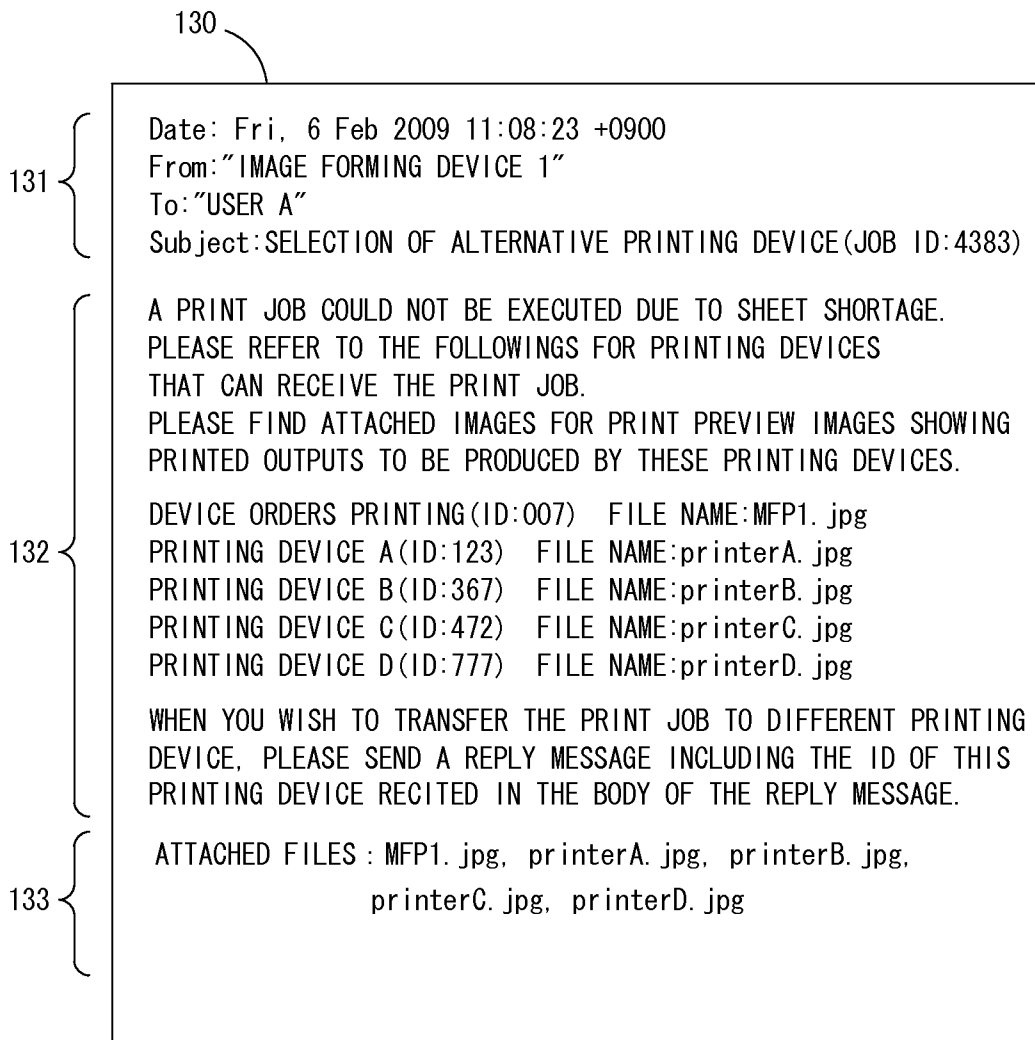 130
131
Date: Fri, 6 Feb 2009 11:08:23 +0900
From:"IMAGE FORMING DEVICE 1"
To:"USER A"
Subject:SELECTION OF ALTERNATIVE PRINTING DEVICE(JOB ID:4383)
132
A PRINT JOB COULD NOT BE EXECUTED DUE TO SHEET SHORTAGE.
PLEASE REFER TO THE FOLLOWINGS FOR PRINTING DEVICES
THAT CAN RECEIVE THE PRINT JOB.
PLEASE FIND ATTACHED IMAGES FOR PRINT PREVIEW IMAGES SHOWING
PRINTED OUTPUTS TO BE PRODUCED BY THESE PRINTING DEVICES.
DEVICE ORDERS PRINTING(ID:007) FILE NAME:MFP1.jpg
PRINTING DEVICE A(ID:123) FILE NAME:printerA.jpg
PRINTING DEVICE B(ID:367) FILE NAME:printerB.jpg
PRINTING DEVICE C(ID:472) FILE NAME:printerC.jpg
PRINTING DEVICE D(ID:777) FILE NAME:printerD.jpg
WHEN YOU WISH TO TRANSFER THE PRINT JOB TO DIFFERENT PRINTING
DEVICE, PLEASE SEND A REPLY MESSAGE INCLUDING THE ID OF THIS
PRINTING DEVICE RECITED IN THE BODY OF THE REPLY MESSAGE.
133
ATTACHED FILES : MFP1.jpg, printerA.jpg, printerB.jpg,
printerC.jpg, printerD.jpg